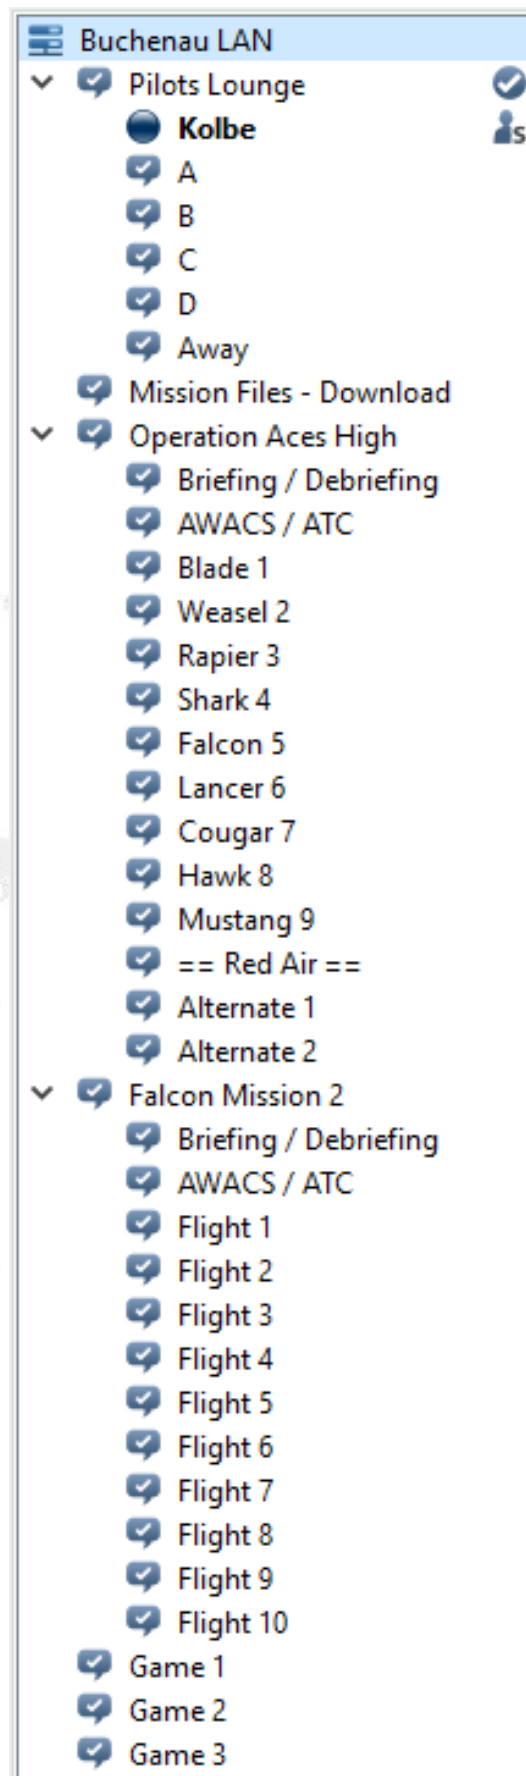 Buchenau LAN
Pilots Lounge
Kolbe
S
A
B
C
D
Away
Mission Files - Download
Operation Aces High
Briefing / Debriefing
AWACS / ATC
Blade 1
Weasel 2
Rapier 3
Shark 4
Falcon 5
Lancer 6
Cougar 7
Hawk 8
Mustang 9
== Red Air ==
Alternate 1
Alternate 2
Falcon Mission 2
Briefing / Debriefing
AWACS / ATC
Flight 1
Flight 2
Flight 3
Flight 4
Flight 5
Flight 6
Flight 7
Flight 8
Flight 9
Flight 10
Game 1
Game 2
Game 3